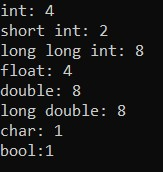 int: 4
short int: 2
long long int: 8
float: 4
double: 8
long double: 8
char: 1
bool:1